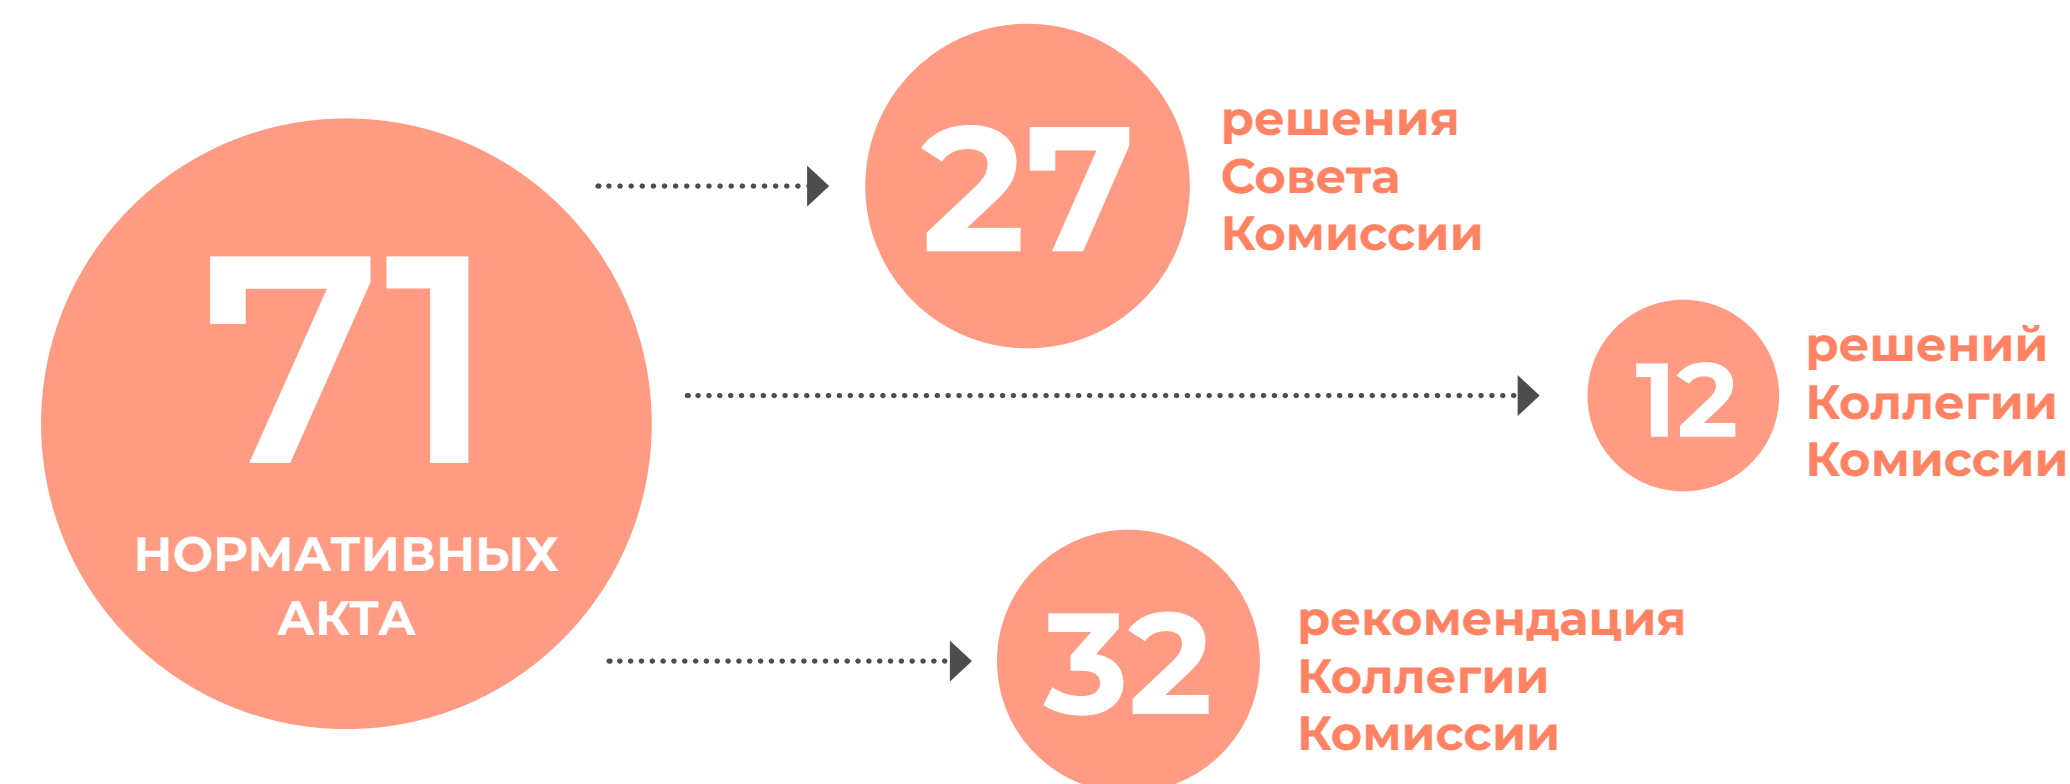 71
НОРМАТИВНЫХ
АКТА
27
решения
Совета
Комиссии
12
решений
Коллегии
Комиссии
32
рекомендация
Коллегии
Комиссии